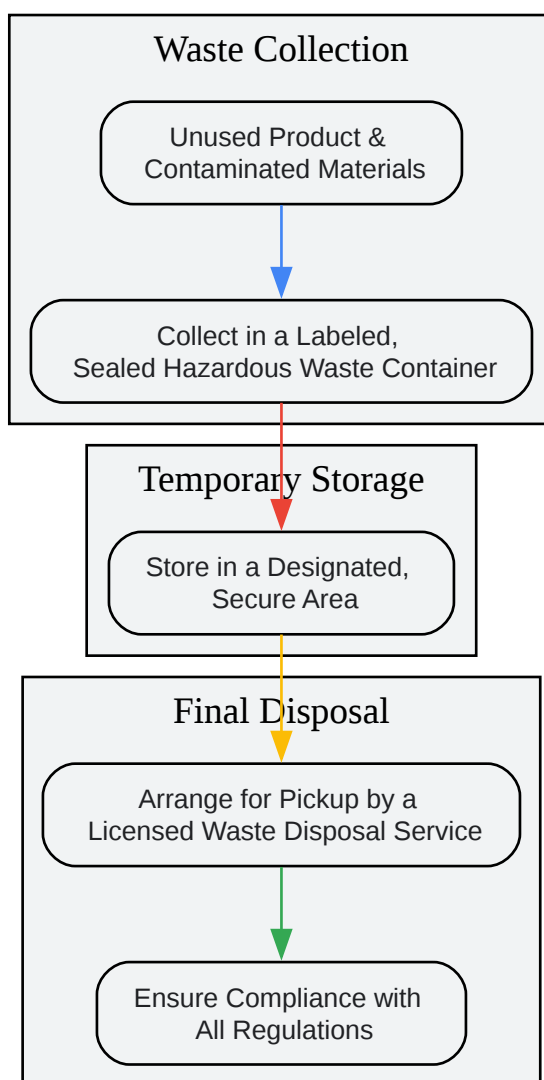 Waste Collection
Unused Product &
Contaminated Materials
Collect in a Labeled,
Sealed Hazardous Waste Container
Temporary Storage
Store in a Designated,
Secure Area
Final Disposal
Arrange for Pickup by a
Licensed Waste Disposal Service
Ensure Compliance with
All Regulations